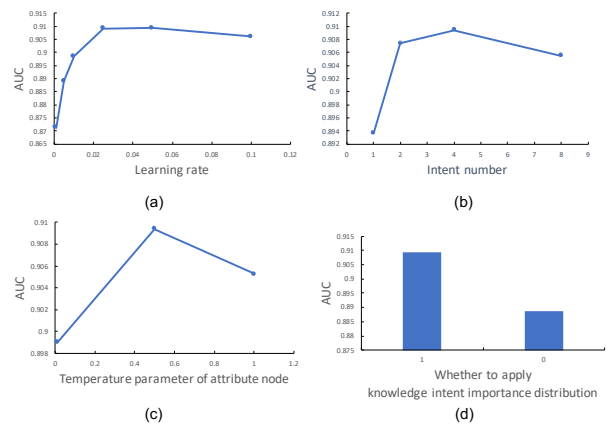 0.915
0.91
0.905
0.9
0.895
0.89
0.885
0.88
0.875
0.87
0.865
AUC
0 0.02 0.04 0.06 0.08 0.1 0.12
Learning rate
(a)
0.912
0.91
0.908
0.906
0.904
0.902
0.9
0.898
0.896
0.894
0.892
AUC
0 1 2 3 4 5 6 7 8 9
Intent number
(b)
0.91
0.908
0.906
0.904
0.902
0.9
0.898
AUC
0 0.2 0.4 0.6 0.8 1 1.2
Temperature parameter of attribute node
(c)
0.915
0.91
0.905
0.9
0.895
0.89
0.885
0.88
0.875
AUC
1 0
Whether to apply
knowledge intent importance distribution
(d)